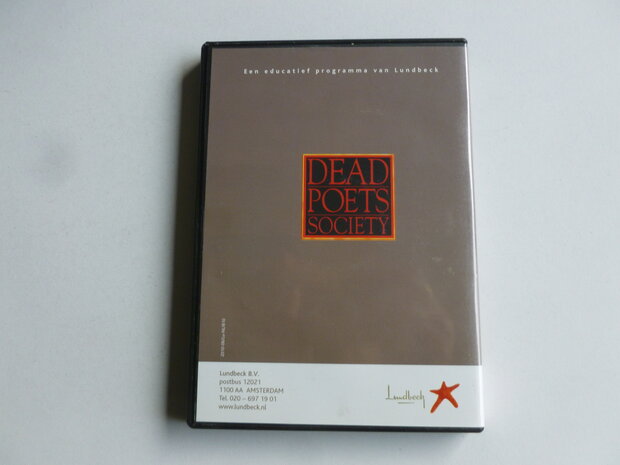 Een educatief programma van Lundbeck
DEAD
POETS
SOCIETY
Lundbeck B.V.
postbus 12021
1100 AA AMSTERDAM
Tel. 020 – 697 19 01
www.lundbeck.nl
Lundbeck